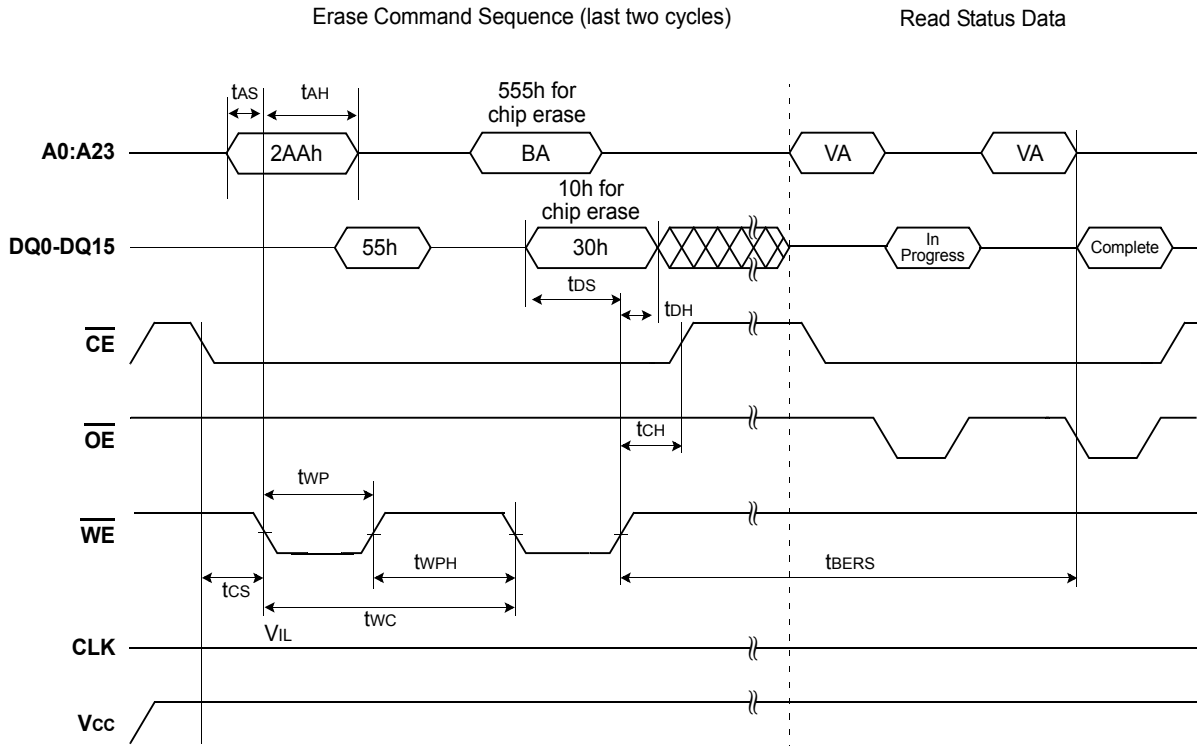 Erase Command Sequence (last two cycles)
Read Status Data
tAS
tAH
555h for
chip erase
A0:A23
2AAh
BA
VA
VA
10h for
chip erase
DQ0-DQ15
55h
30h
In
Progress
Complete
tDS
tDH
CE
OE
tCH
tWP
WE
tWPH
tBERS
tCS
tWC
VIL
CLK
Vcc